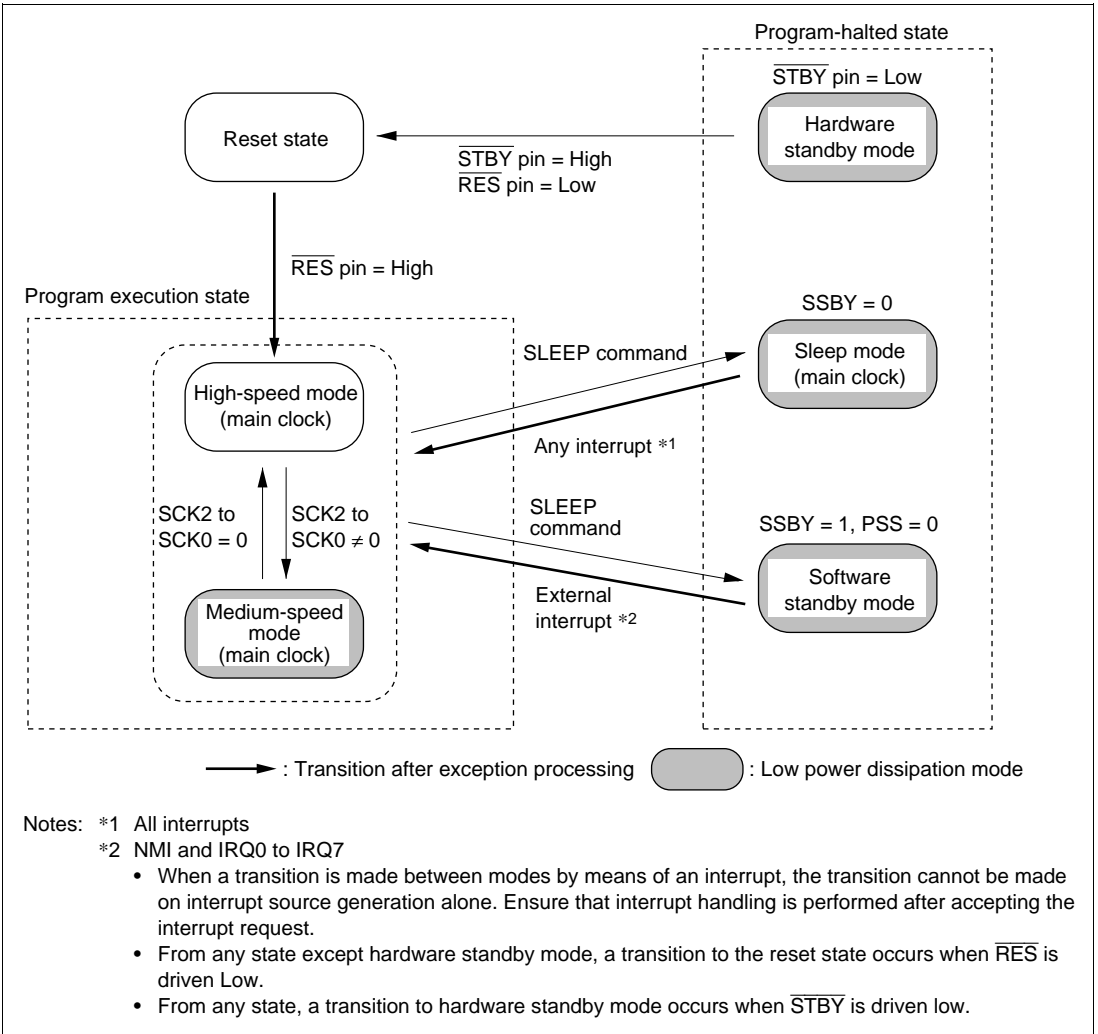 Program-halted state
STBY pin = Low
Hardware
standby mode
Reset state
STBY pin = High
RES pin = Low
RES pin = High
Program execution state
SSBY = 0
Sleep mode
(main clock)
SLEEP command
Any interrupt *1
High-speed mode
(main clock)
SCK2 to
SCK0 = 0
SCK2 to
SCK0 ≠ 0
SLEEP
command
External
interrupt *2
SSBY = 1, PSS = 0
Software
standby mode
Medium-speed
mode
(main clock)
: Transition after exception processing
: Low power dissipation mode
Notes: *1 All interrupts
*2 NMI and IRQ0 to IRQ7
• When a transition is made between modes by means of an interrupt, the transition cannot be made
on interrupt source generation alone. Ensure that interrupt handling is performed after accepting the
interrupt request.
• From any state except hardware standby mode, a transition to the reset state occurs when RES is
driven Low.
• From any state, a transition to hardware standby mode occurs when STBY is driven low.